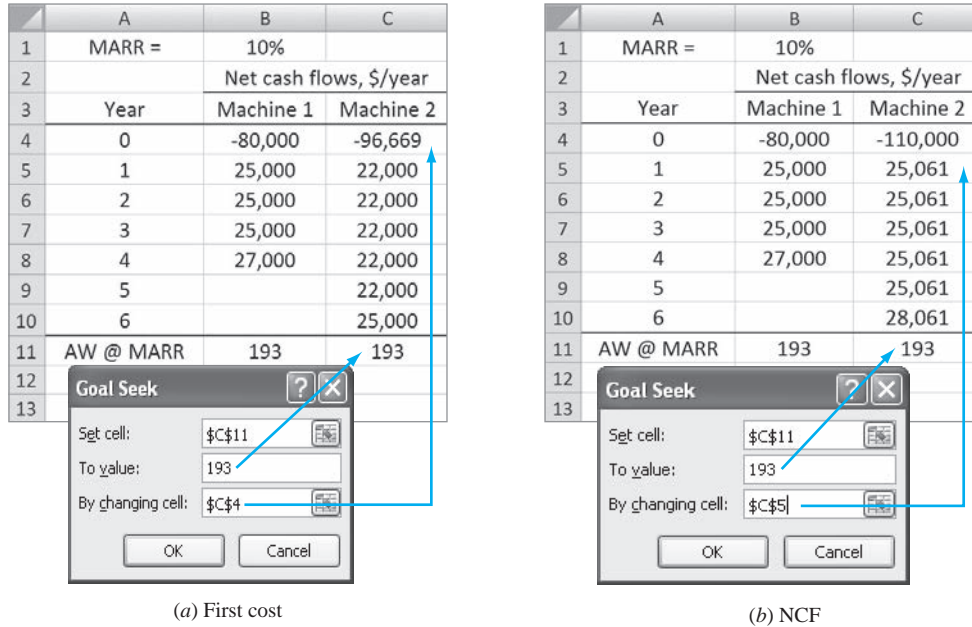 A B C
1 MARR = 10%
2 Net cash flows, $/year
3 Year Machine 1 Machine 2
4 0 -80,000 -96,669
5 1 25,000 22,000
6 2 25,000 22,000
7 3 25,000 22,000
8 4 27,000 22,000
9 5 22,000
10 6 25,000
11 AW @ MARR 193 193
12
13
Goal Seek
Set cell: $C$11
To value: 193
By changing cell: $C$4
OK Cancel
(a) First cost
A B C
1 MARR = 10%
2 Net cash flows, $/year
3 Year Machine 1 Machine 2
4 0 -80,000 -110,000
5 1 25,000 25,061
6 2 25,000 25,061
7 3 25,000 25,061
8 4 27,000 25,061
9 5 25,061
10 6 28,061
11 AW @ MARR 193 193
12
13
Goal Seek
Set cell: $C$11
To value: 193
By changing cell: $C$5
OK Cancel
(b) NCF